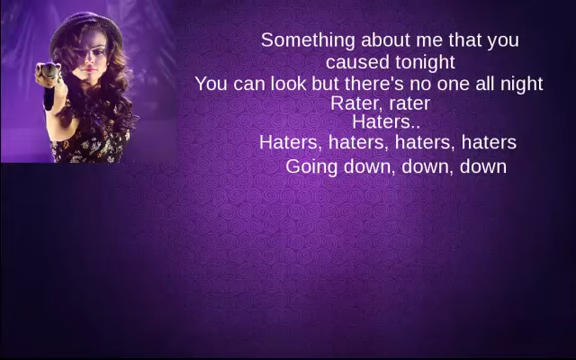 Something about me that you
caused tonight
You can look but there's no one all night
Rater, rater
Haters..
Haters, haters, haters, haters
Going down, down, down